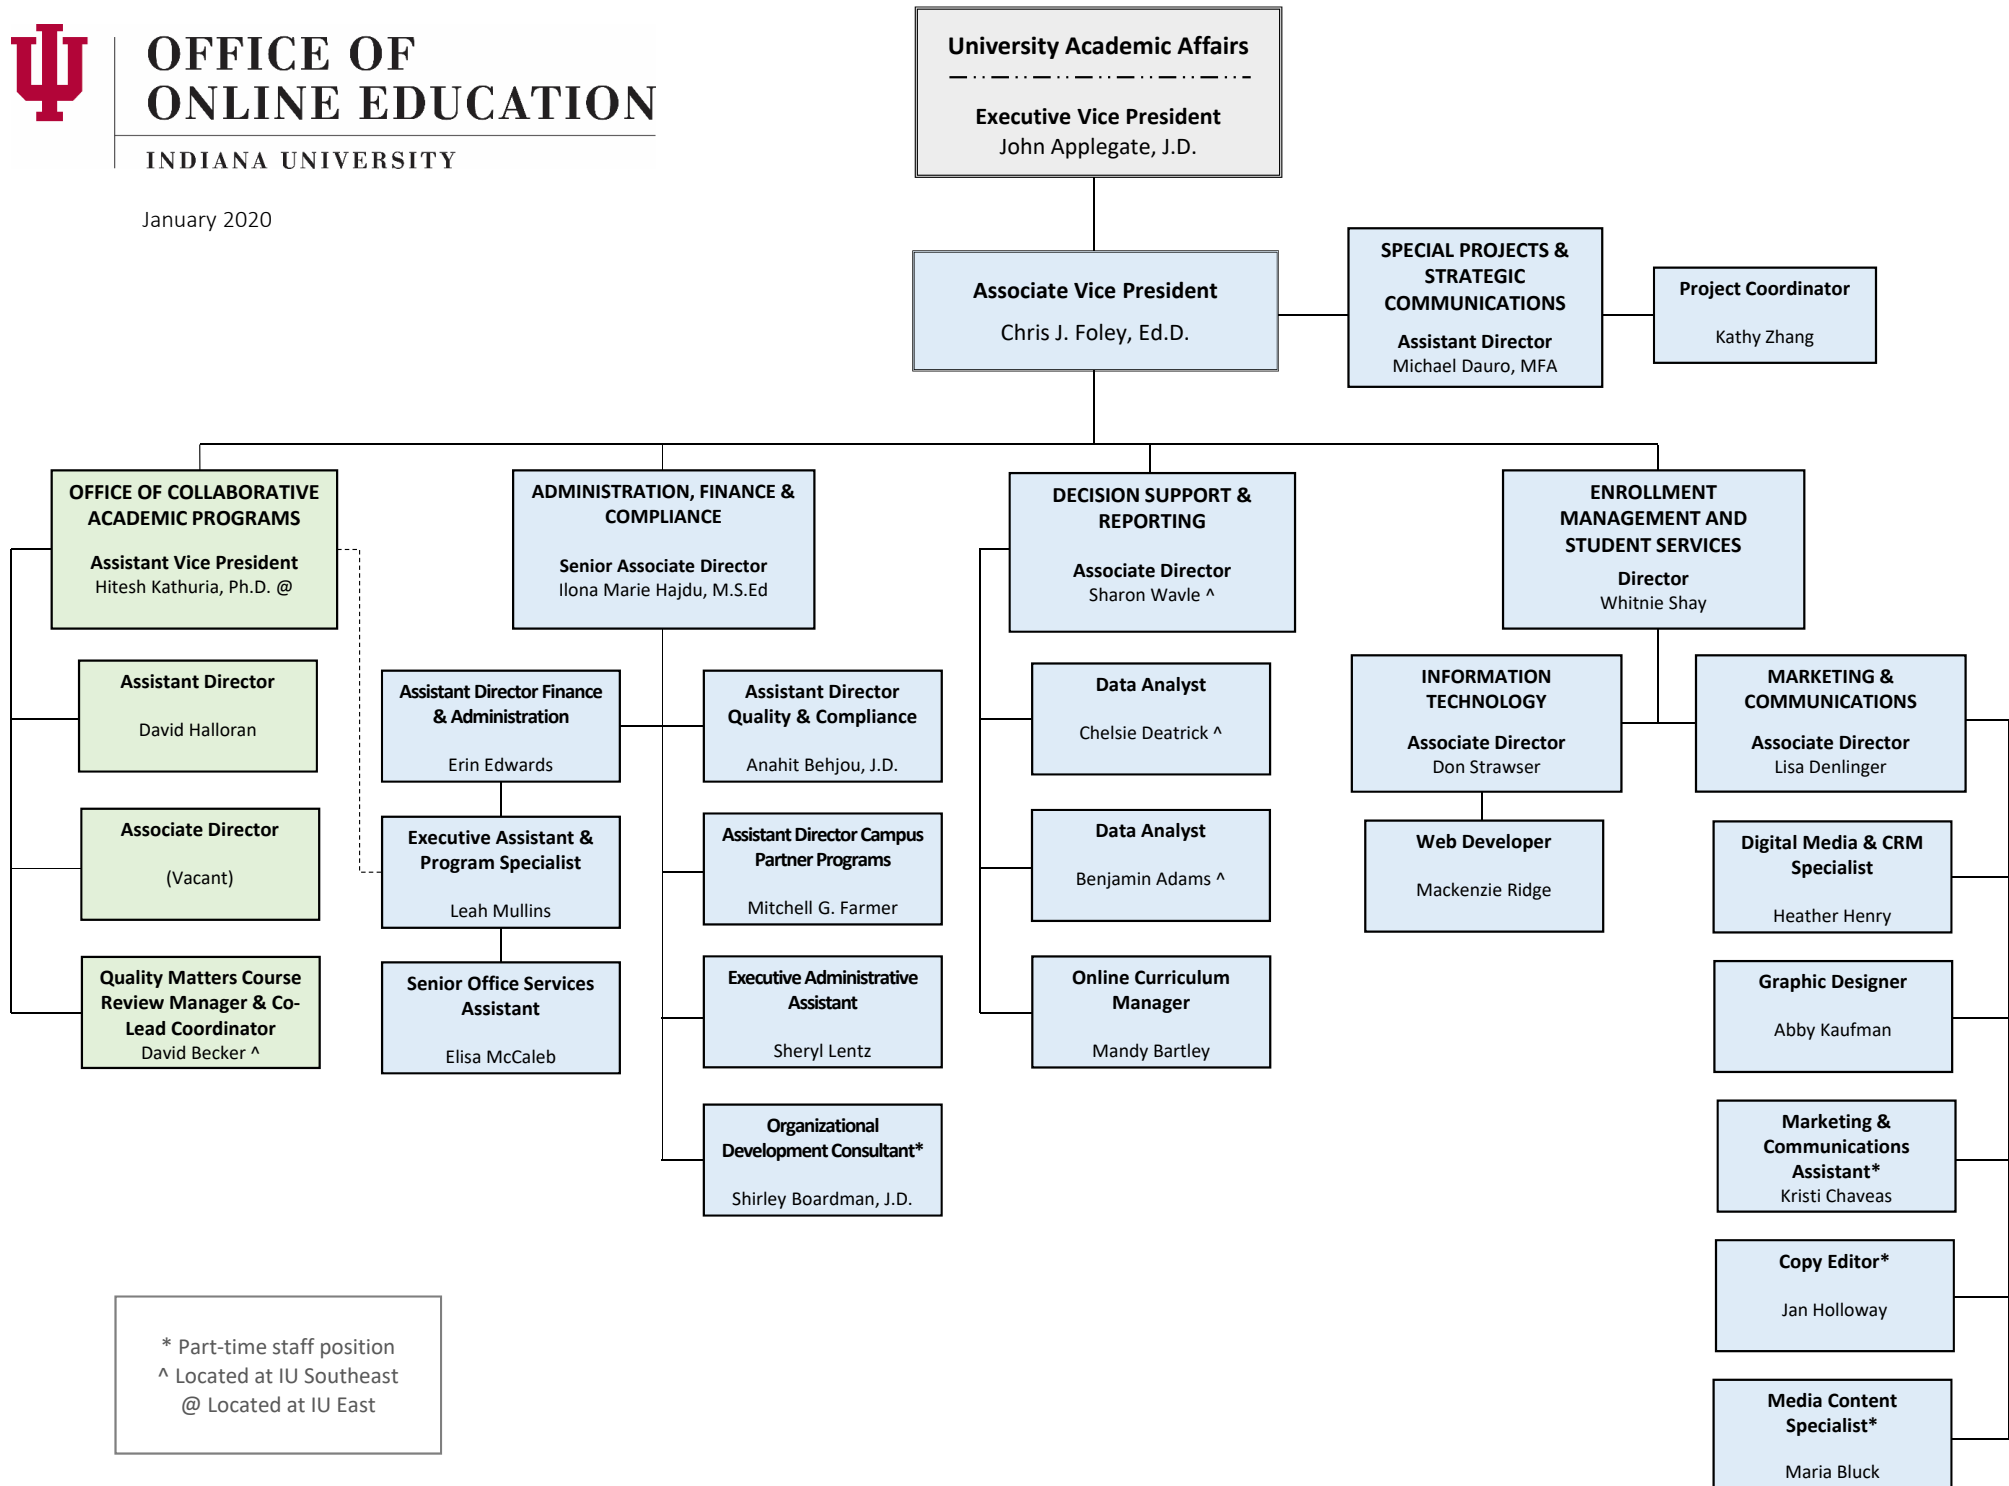 OFFICE OF
ONLINE EDUCATION
INDIANA UNIVERSITY
January 2020
University Academic Affairs
Executive Vice President
John Applegate, J.D.
Associate Vice President
Chris J. Foley, Ed.D.
SPECIAL PROJECTS &
STRATEGIC
COMMUNICATIONS
Assistant Director
Michael Dauro, MFA
Project Coordinator
Kathy Zhang
OFFICE OF COLLABORATIVE
ACADEMIC PROGRAMS
Assistant Vice President
Hitesh Kathuria, Ph.D. @
Assistant Director
David Halloran
Associate Director
(Vacant)
Quality Matters Course
Review Manager & Co-
Lead Coordinator
David Becker ^
ADMINISTRATION, FINANCE &
COMPLIANCE
Senior Associate Director
Ilona Marie Hajdu, M.S.Ed
Assistant Director Finance
& Administration
Erin Edwards
Executive Assistant &
Program Specialist
Leah Mullins
Senior Office Services
Assistant
Elisa McCaleb
Assistant Director
Quality & Compliance
Anahit Behjou, J.D.
Assistant Director Campus
Partner Programs
Mitchell G. Farmer
Executive Administrative
Assistant
Sheryl Lentz
Organizational
Development Consultant*
Shirley Boardman, J.D.
DECISION SUPPORT &
REPORTING
Associate Director
Sharon Wavle ^
Data Analyst
Chelsie Deatrick ^
Data Analyst
Benjamin Adams ^
Online Curriculum
Manager
Mandy Bartley
ENROLLMENT
MANAGEMENT AND
STUDENT SERVICES
Director
Whitnie Shay
INFORMATION
TECHNOLOGY
Associate Director
Don Strawser
Web Developer
Mackenzie Ridge
MARKETING &
COMMUNICATIONS
Associate Director
Lisa Denlinger
Digital Media & CRM
Specialist
Heather Henry
Graphic Designer
Abby Kaufman
Marketing &
Communications
Assistant*
Kristi Chaveas
Copy Editor*
Jan Holloway
Media Content
Specialist*
Maria Bluck
* Part-time staff position
^ Located at IU Southeast
@ Located at IU East